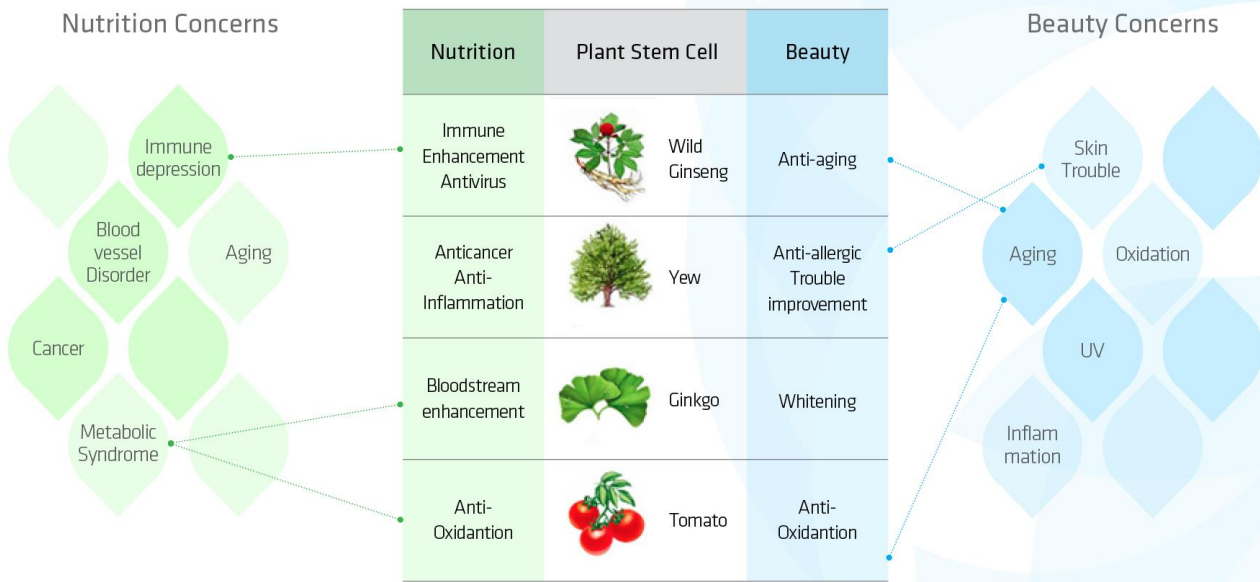 Nutrition Concerns
Immune
depression
Blood
vessel
Disorder
Aging
Cancer
Metabolic
Syndrome
Nutrition
Plant Stem Cell
Beauty
Immune
Enhancement
Antivirus
Wild
Ginseng
Anti-aging
Anticancer
Anti-
Inflammation
Yew
Anti-allergic
Trouble
improvement
Bloodstream
enhancement
Ginkgo
Whitening
Anti-
Oxidantion
Tomato
Anti-
Oxidantion
Beauty Concerns
Skin
Trouble
Aging
Oxidation
UV
Inflam
mation